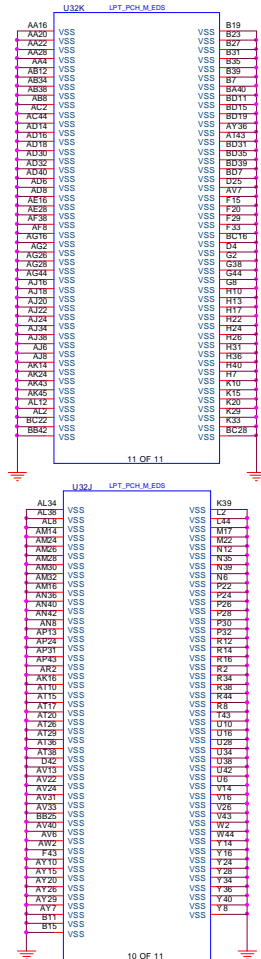 U32K LPT_PCH_M_EDS
AA16 VSS VSS B19
AA20 VSS VSS B23
AA22 VSS VSS B27
AA28 VSS VSS B31
AA4 VSS VSS B35
AB12 VSS VSS B39
AB34 VSS VSS B7
AB38 VSS VSS BA40
AB8 VSS VSS BD11
AC2 VSS VSS BD15
AC44 VSS VSS BD19
AD14 VSS VSS AY36
AD16 VSS VSS AT43
AD18 VSS VSS BD31
AD30 VSS VSS BD35
AD32 VSS VSS BD39
AD40 VSS VSS BD7
AD6 VSS VSS D25
AD8 VSS VSS AV7
AE16 VSS VSS F15
AE28 VSS VSS F20
AF38 VSS VSS F29
AF8 VSS VSS F33
AG16 VSS VSS BC16
AG2 VSS VSS D4
AG26 VSS VSS G2
AG28 VSS VSS G38
AG44 VSS VSS G44
AJ16 VSS VSS G8
AJ18 VSS VSS H10
AJ20 VSS VSS H13
AJ22 VSS VSS H17
AJ24 VSS VSS H22
AJ34 VSS VSS H24
AJ38 VSS VSS H26
AJ6 VSS VSS H31
AJ8 VSS VSS H36
AK14 VSS VSS H40
AK24 VSS VSS H7
AK43 VSS VSS K10
AK45 VSS VSS K15
AL12 VSS VSS K20
AL2 VSS VSS K29
BC22 VSS VSS K33
BB42 VSS VSS BC28
11 OF 11
U32J LPT_PCH_M_EDS
AL34 VSS VSS K39
AL38 VSS VSS L2
AL8 VSS VSS L44
AM14 VSS VSS M17
AM24 VSS VSS M22
AM26 VSS VSS N12
AM28 VSS VSS N35
AM30 VSS VSS N39
AM32 VSS VSS N6
AM16 VSS VSS P22
AN36 VSS VSS P24
AN40 VSS VSS P26
AN42 VSS VSS P28
AN8 VSS VSS P30
AP13 VSS VSS P32
AP24 VSS VSS R12
AP31 VSS VSS R14
AP43 VSS VSS R16
AR2 VSS VSS R2
AK16 VSS VSS R34
AT10 VSS VSS R38
AT15 VSS VSS R44
AT17 VSS VSS R8
AT20 VSS VSS T43
AT26 VSS VSS U10
AT29 VSS VSS U16
AT36 VSS VSS U28
AT38 VSS VSS U34
D42 VSS VSS U38
AV13 VSS VSS U42
AV22 VSS VSS U6
AV24 VSS VSS V14
AV31 VSS VSS V16
AV33 VSS VSS V26
BB25 VSS VSS V43
AV40 VSS VSS W2
AV6 VSS VSS W44
AW2 VSS VSS Y14
F43 VSS VSS Y16
AY10 VSS VSS Y24
AY15 VSS VSS Y28
AY20 VSS VSS Y34
AY26 VSS VSS Y36
AY29 VSS VSS Y40
AY7 VSS VSS Y8
B11 VSS
B15 VSS
10 OF 11